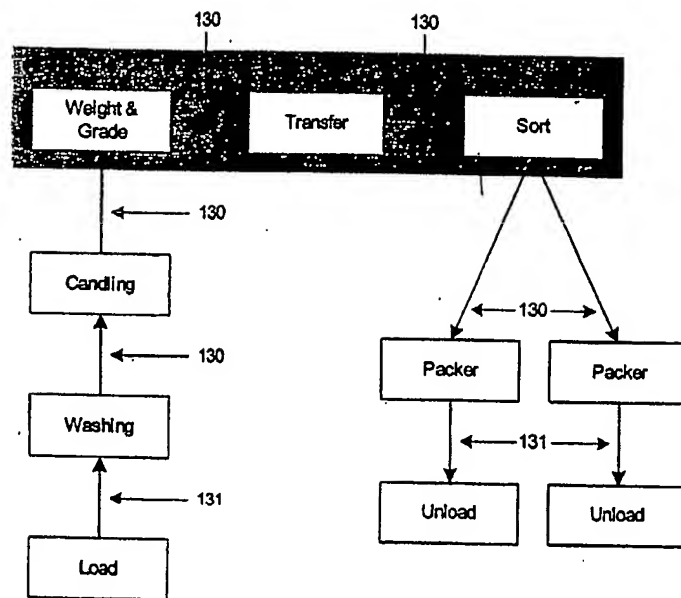 130
130
Weight &
Grade
Transfer
Sort
130
Candling
130
130
Packer
Packer
Washing
131
131
Unload
Unload
Load